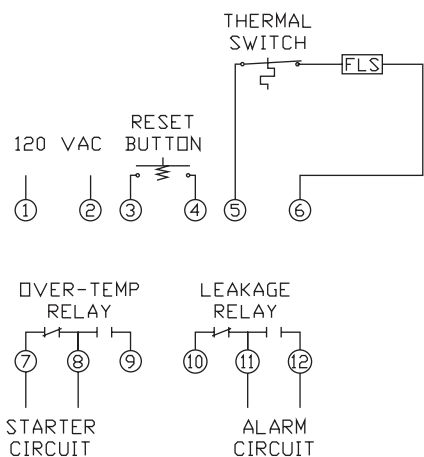 THERMAL
SWITCH
FLS
RESET
120 VAC BUTTON
1 2 3 4 5 6
OVER-TEMP
RELAY
LEAKAGE
RELAY
7 8 9 10 11 12
STARTER
CIRCUIT
ALARM
CIRCUIT